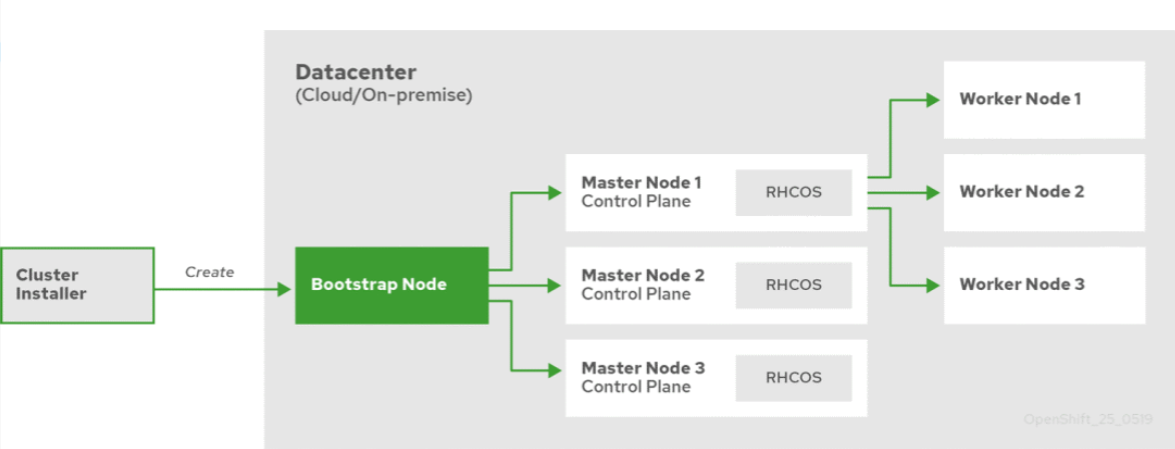 Datacenter
(Cloud/On-premise)
Cluster
Installer
Create
Bootstrap Node
Master Node 1
Control Plane
RHCOS
Master Node 2
Control Plane
RHCOS
Master Node 3
Control Plane
RHCOS
Worker Node 1
Worker Node 2
Worker Node 3
OpenShift_25_0519